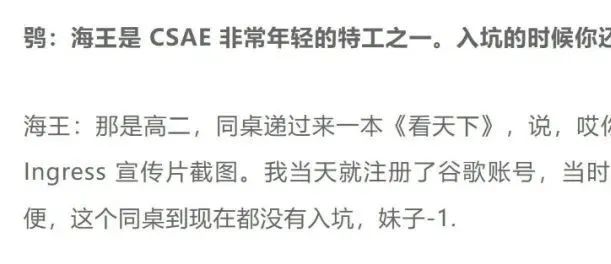 鹗：海王是 CSAE 非常年轻的特工之一。入坑的时候你还
海王：那是高二，同桌递过来一本《看天下》，说，哎你
Ingress 宣传片截图。我当天就注册了谷歌账号，当时
便，这个同桌到现在都没有入坑，妹子-1.